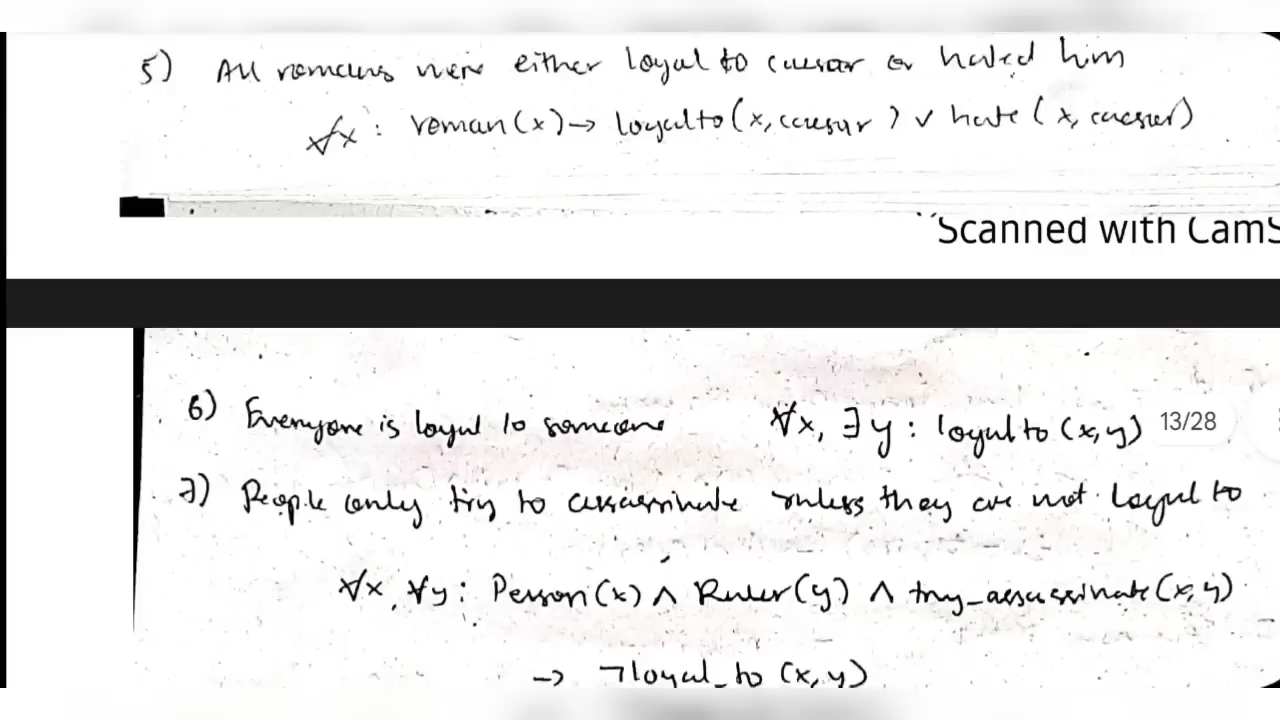 5) All romans were either loyal to caesar or hated him
∀x : roman(x) → loyalto(x, caesar) ∨ hate(x, caesar)
"Scanned with CamS
6) Everyone is loyal to someone ∀x, ∃y : loyalto(x,y)
13/28
7) People only try to assassinate rulers they are not loyal to
∀x, ∀y : Person(x) ∧ Ruler(y) ∧ try_assassinate(x,y)
→ ¬loyal_to (x,y)